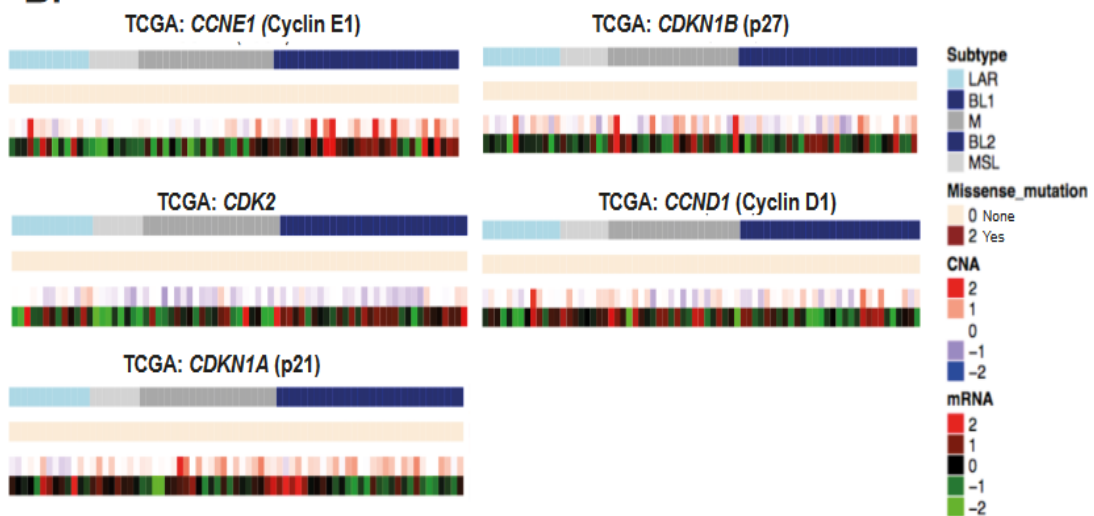 TCGA: CCNE1 (Cyclin E1)
TCGA: CDKN1B (p27)
TCGA: CDK2
TCGA: CCND1 (Cyclin D1)
TCGA: CDKN1A (p21)
Subtype
LAR
BL1
M
BL2
MSL
Missense_mutation
0 None
2 Yes
CNA
2
1
0
-1
-2
mRNA
2
1
0
-1
-2